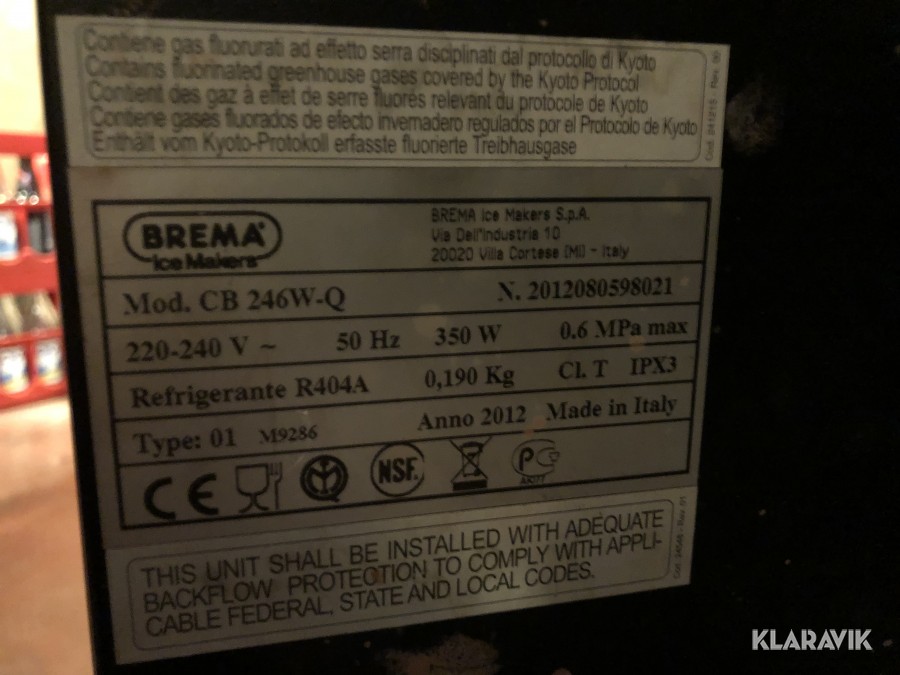 Contiene gas fluorurati ad effetto serra disciplinati dal protocollo di Kyoto
Contains fluorinated greenhouse gases covered by the Kyoto Protocol
Contient des gaz à effet de serre fluorés relevant du protocole de Kyoto
Contiene gases fluorados de efecto invernadero regulados por el Protocolo de Kyoto
Enthält vom Kyoto-Protokoll erfasste fluorierte Treibhausgase
Cod. 241215 - Rev. 00
BREMA
Ice Makers
BREMA Ice Makers S.p.A.
Via Dell'Industria 10
20020 Villa Cortese (MI) - Italy
Mod. CB 246W-Q N. 2012080598021
220-240 V ~ 50 Hz 350 W 0.6 MPa max
Refrigerante R404A 0,190 Kg Cl. T IPX3
Type: 01 M9286 Anno 2012 Made in Italy
CE NSF. PC
THIS UNIT SHALL BE INSTALLED WITH ADEQUATE
BACKFLOW PROTECTION TO COMPLY WITH APPLI-
CABLE FEDERAL, STATE AND LOCAL CODES.
KLARAVIK